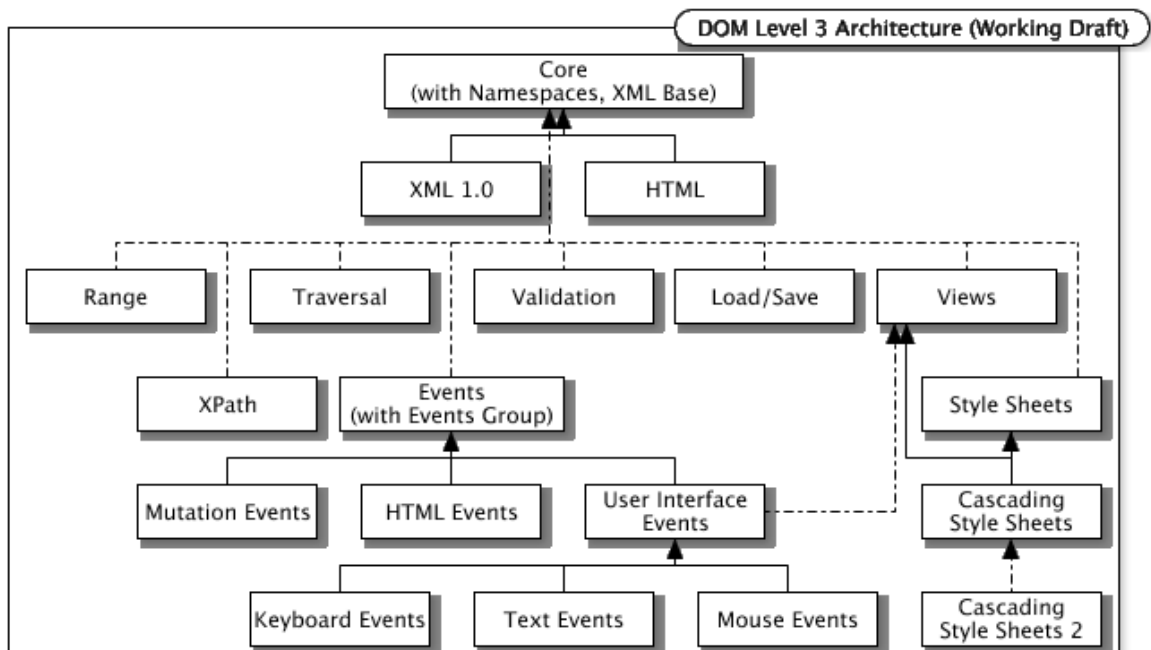 DOM Level 3 Architecture (Working Draft)
Core
(with Namespaces, XML Base)
XML 1.0
HTML
Range
Traversal
Validation
Load/Save
Views
XPath
Events
(with Events Group)
Style Sheets
Mutation Events
HTML Events
User Interface
Events
Cascading
Style Sheets
Keyboard Events
Text Events
Mouse Events
Cascading
Style Sheets 2